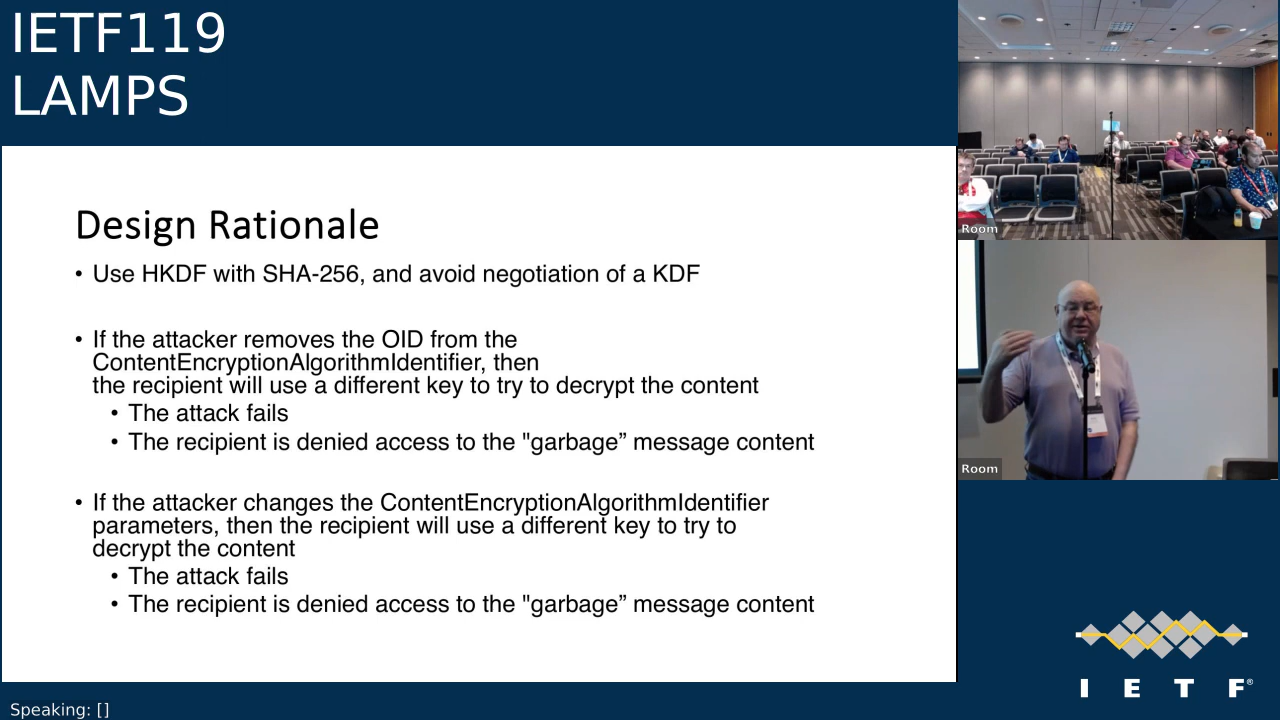 IETF119
LAMPS
Design Rationale
• Use HKDF with SHA-256, and avoid negotiation of a KDF
• If the attacker removes the OID from the
ContentEncryptionAlgorithmIdentifier, then
the recipient will use a different key to try to decrypt the content
• The attack fails
• The recipient is denied access to the "garbage” message content
• If the attacker changes the ContentEncryptionAlgorithmIdentifier
parameters, then the recipient will use a different key to try to
decrypt the content
• The attack fails
• The recipient is denied access to the "garbage” message content
Room
Room
I E T F®
Speaking: []